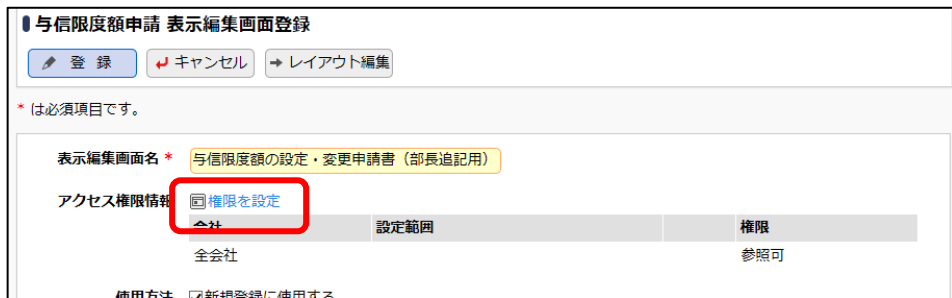 与信限度額申請 表示編集画面登録
登 録 キャンセル レイアウト編集
* は必須項目です。
表示編集画面名 * 与信限度額の設定・変更申請書（部長追記用）
アクセス権限情報 権限を設定
会社 設定範囲 権限
全会社 参照可
使用方法 新規登録に使用する